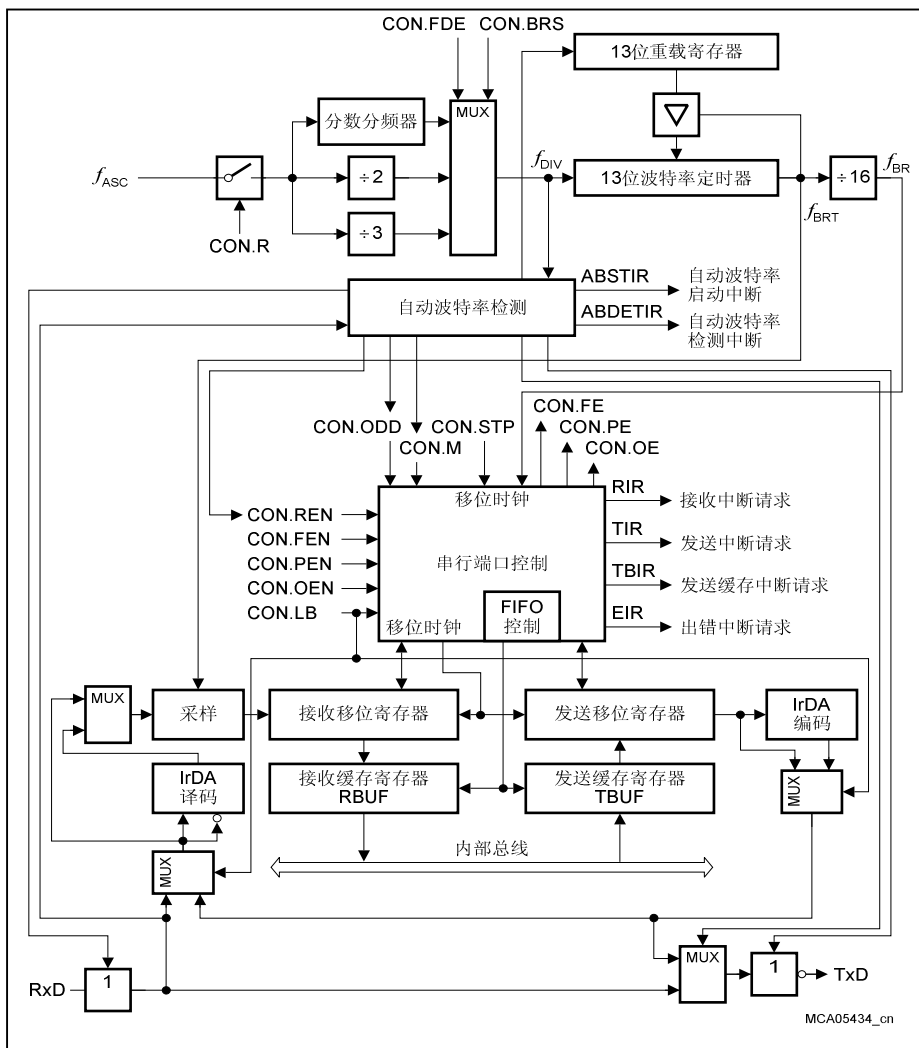 CON.FDE CON.BRS
13位重载寄存器
MUX
分数分频器
▽
fASC
÷2
fDIV
13位波特率定时器
÷16
fBR
fBRT
÷3
CON.R
自动波特率检测
ABSTIR
自动波特率
启动中断
ABDETIR
自动波特率
检测中断
CON.ODD
CON.M
CON.STP
CON.FE
CON.PE
CON.OE
移位时钟
RIR
接收中断请求
CON.REN
CON.FEN
TIR
发送中断请求
串行端口控制
CON.PEN
CON.OEN
TBIR
发送缓存中断请求
CON.LB
移位时钟
FIFO
控制
EIR
出错中断请求
MUX
采样
接收移位寄存器
发送移位寄存器
IrDA
编码
IrDA
译码
接收缓存寄存器
RBUF
发送缓存寄存器
TBUF
MUX
内部总线
MUX
RxD
1
MUX
1
TxD
MCA05434_cn